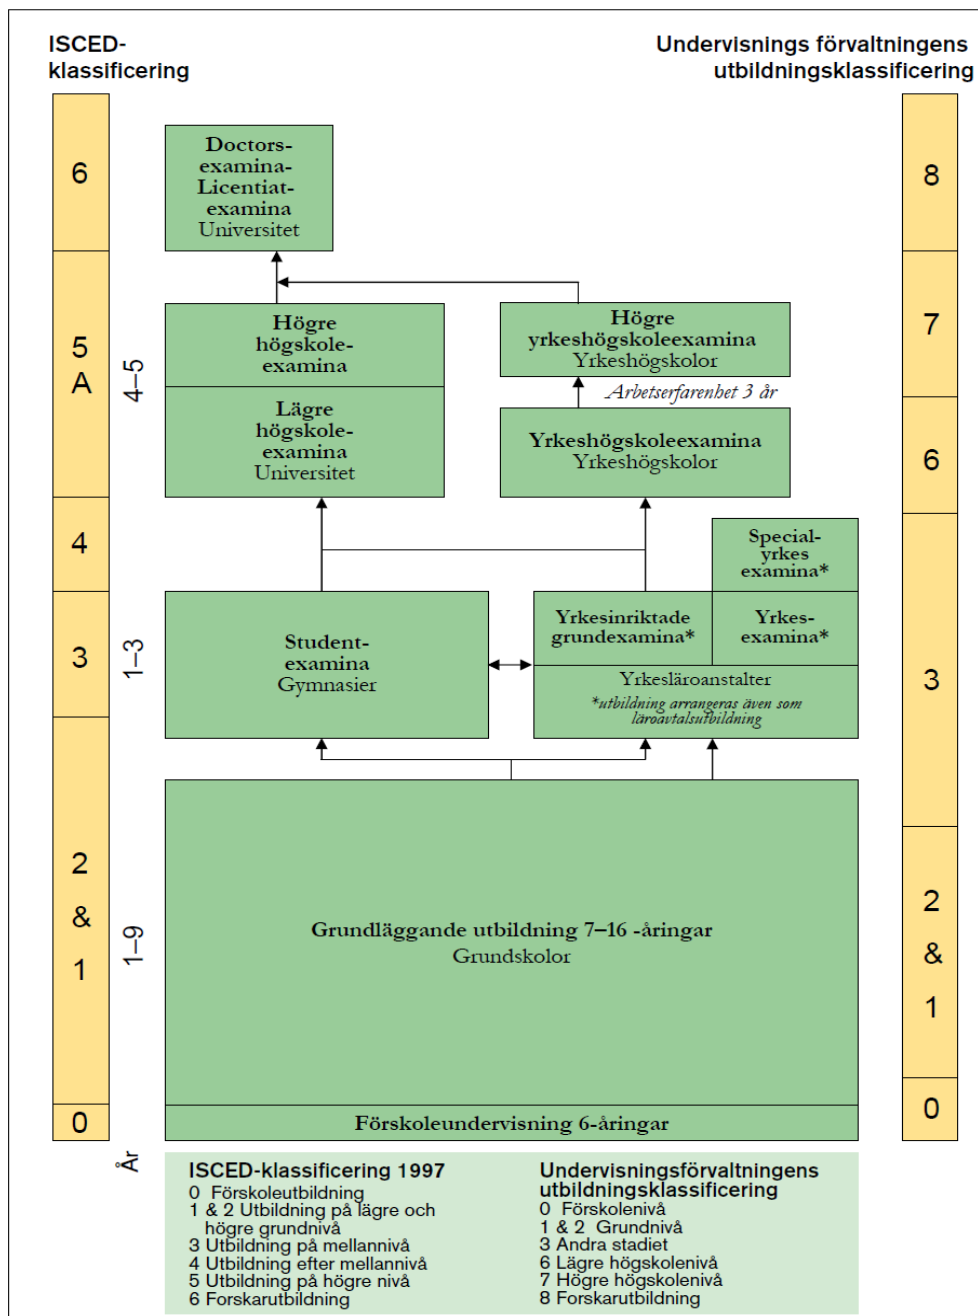 ISCED-
klassificering
Undervisnings förvaltningens
utbildningsklassificering
6
5
A
4
3
2
&
1
0
4–5
1–3
1–9
År
Doctors-
examina-
Licentiat-
examina
Universitet
Högre
högskole-
examina
Lägre
högskole-
examina
Universitet
Högre
yrkeshögskoleexamina
Yrkeshögskolor
Arbetserfarenhet 3 år
Yrkeshögskoleexamina
Yrkeshögskolor
Special-
yrkes
examina*
Student-
examina
Gymnasier
Yrkesinriktade
grundexamina*
Yrkes-
examina*
Yrkesläroanstalter
*utbildning arrangeras även som
läroavtalsutbildning
Grundläggande utbildning 7–16 -åringar
Grundskolor
Förskoleundervisning 6-åringar
8
7
6
3
2
&
1
0
ISCED-klassificering 1997
0 Förskoleutbildning
1 & 2 Utbildning på lägre och
högre grundnivå
3 Utbildning på mellannivå
4 Utbildning efter mellannivå
5 Utbildning på högre nivå
6 Forskarutbildning
Undervisningsförvaltningens
utbildningsklassificering
0 Förskolenivå
1 & 2 Grundnivå
3 Andra stadiet
6 Lägre högskolenivå
7 Högre högskolenivå
8 Forskarutbildning